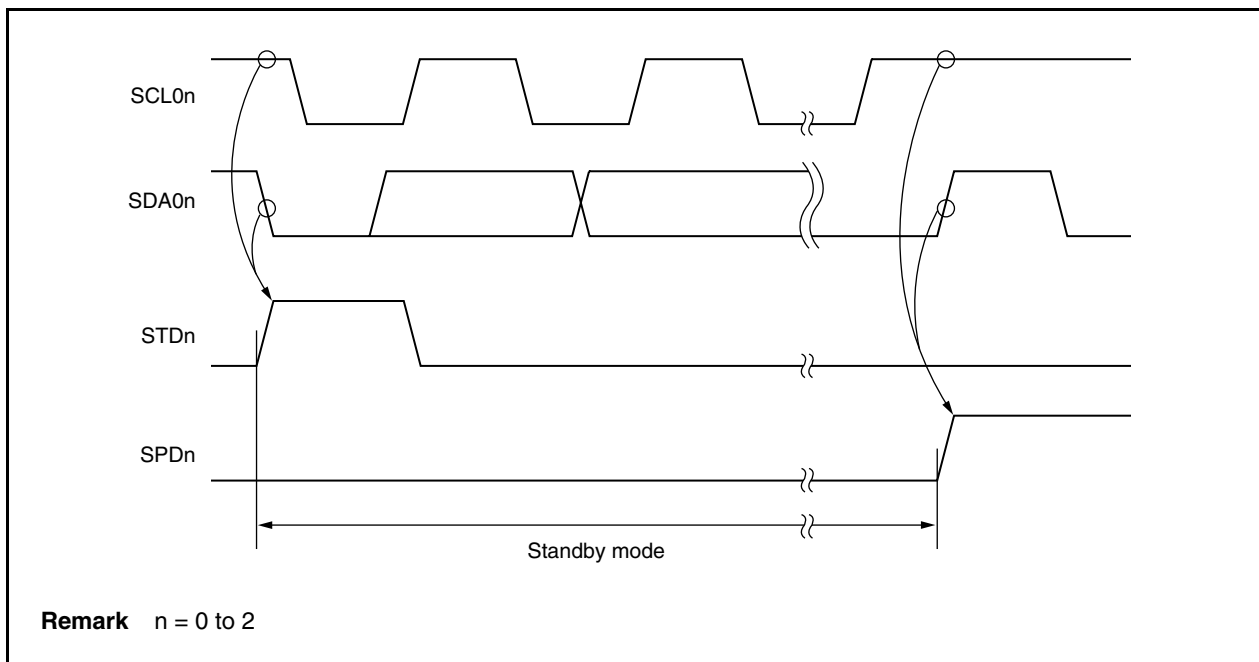 SCL0n
SDA0n
STDn
SPDn
Standby mode
Remark n = 0 to 2